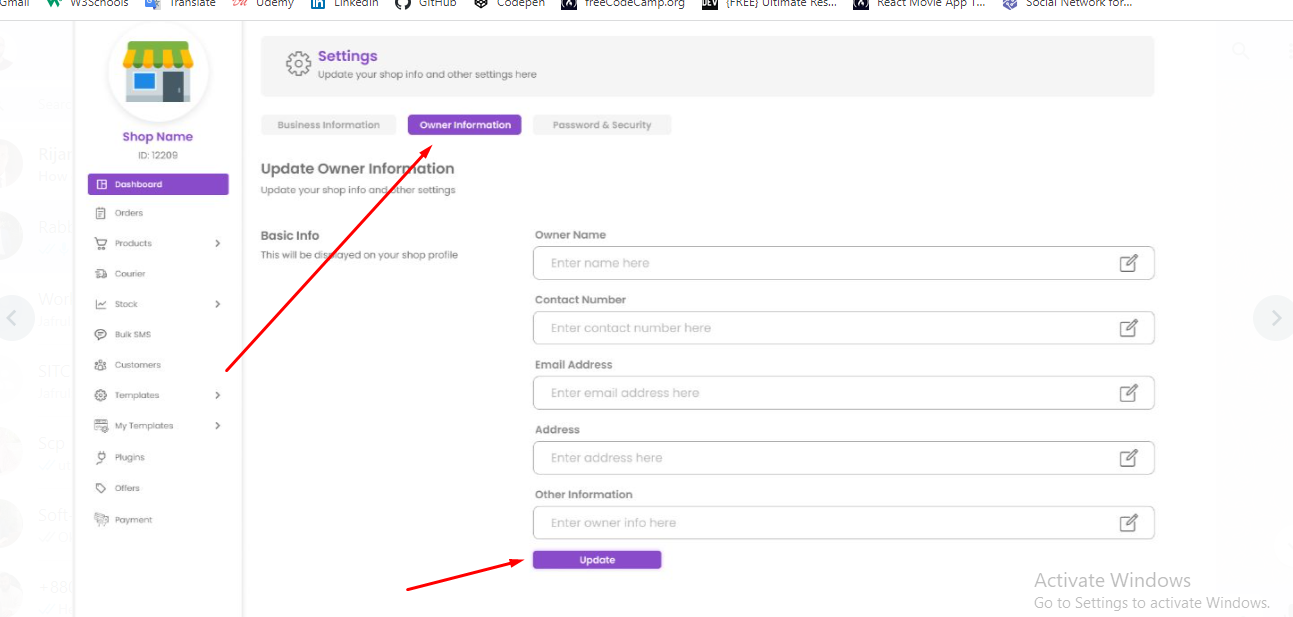 Gmail
W3Schools
Translate
Udemy
LinkedIn
GitHub
Codepen
freeCodeCamp.org
{FREE} Ultimate Res...
React Movie App T...
Social Network for...
Settings
Update your shop info and other settings here
Shop Name
ID: 12209
Business Information
Owner Information
Password & Security
Update Owner Information
Update your shop info and other settings
Dashboard
Orders
Products
Courier
Stock
Bulk SMS
Customers
Templates
My Templates
Plugins
Offers
Payment
Basic Info
This will be displayed on your shop profile
Owner Name
Enter name here
Contact Number
Enter contact number here
Email Address
Enter email address here
Address
Enter address here
Other Information
Enter owner info here
Update
Activate Windows
Go to Settings to activate Windows.